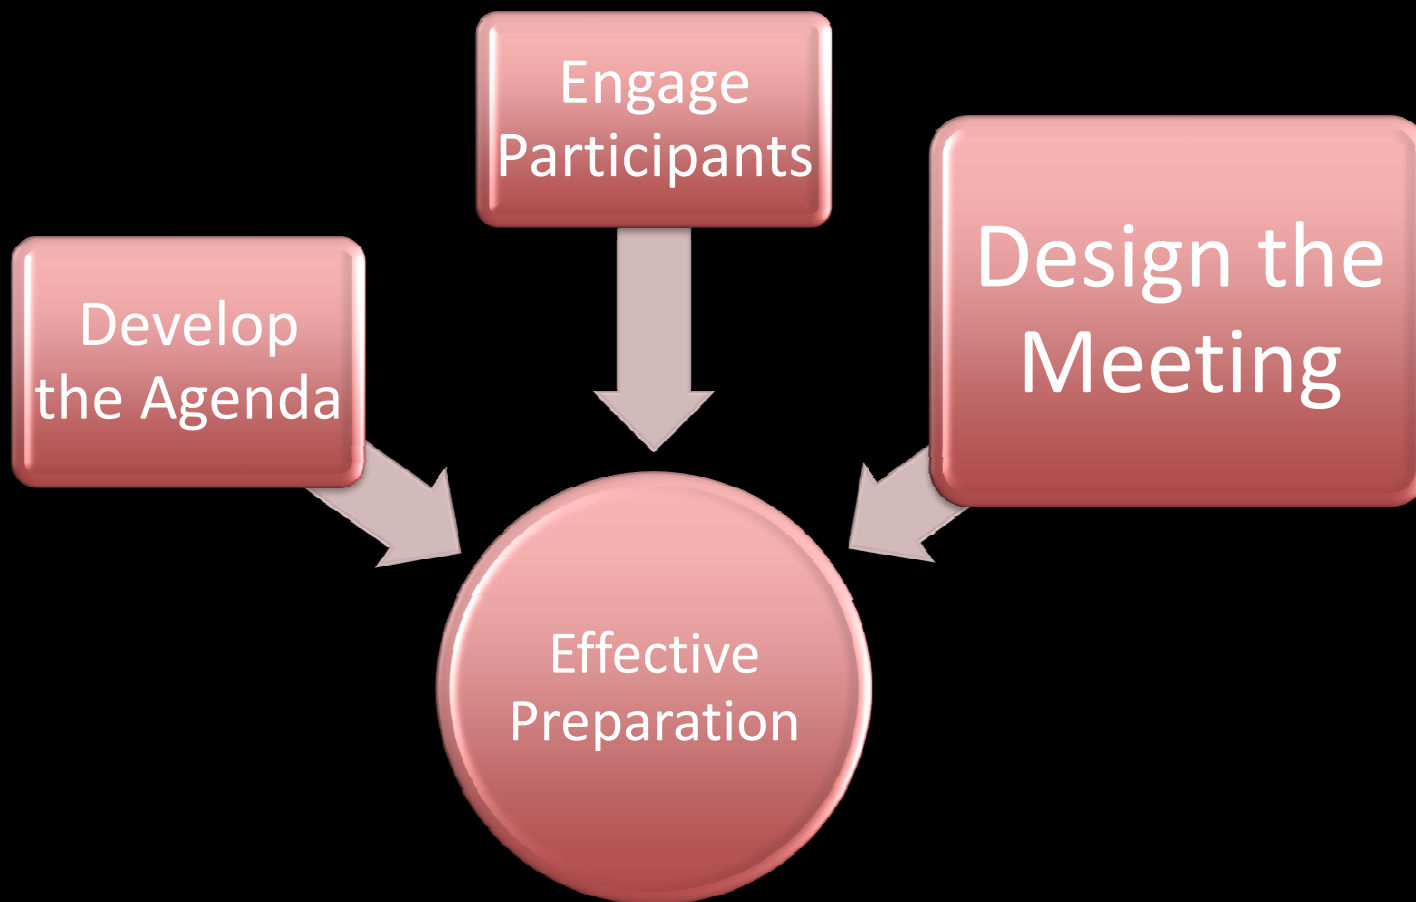 Engage
Participants
Develop
the Agenda
Design the
Meeting
Effective
Preparation